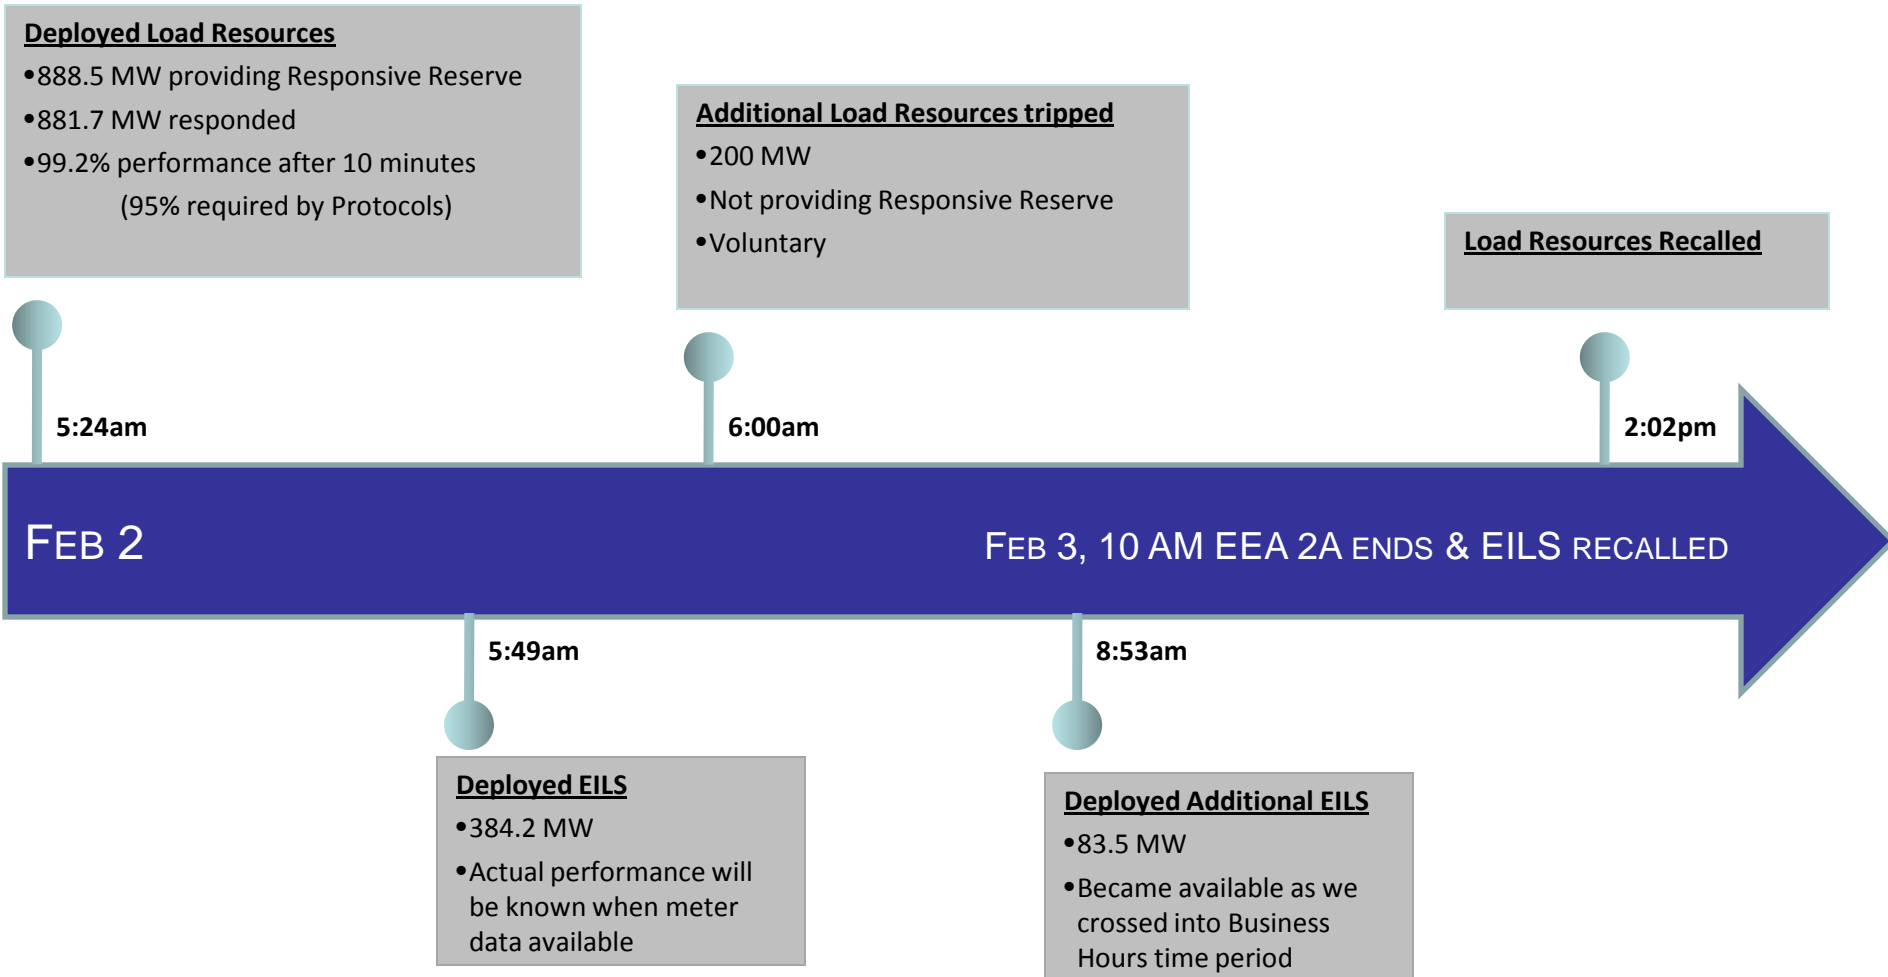 Deployed Load Resources
•888.5 MW providing Responsive Reserve
•881.7 MW responded
•99.2% performance after 10 minutes
(95% required by Protocols)
Additional Load Resources tripped
•200 MW
•Not providing Responsive Reserve
•Voluntary
Load Resources Recalled
5:24am
6:00am
2:02pm
FEB 2
FEB 3, 10 AM EEA 2A ENDS & EILS RECALLED
5:49am
8:53am
Deployed EILS
•384.2 MW
•Actual performance will
be known when meter
data available
Deployed Additional EILS
•83.5 MW
•Became available as we
crossed into Business
Hours time period